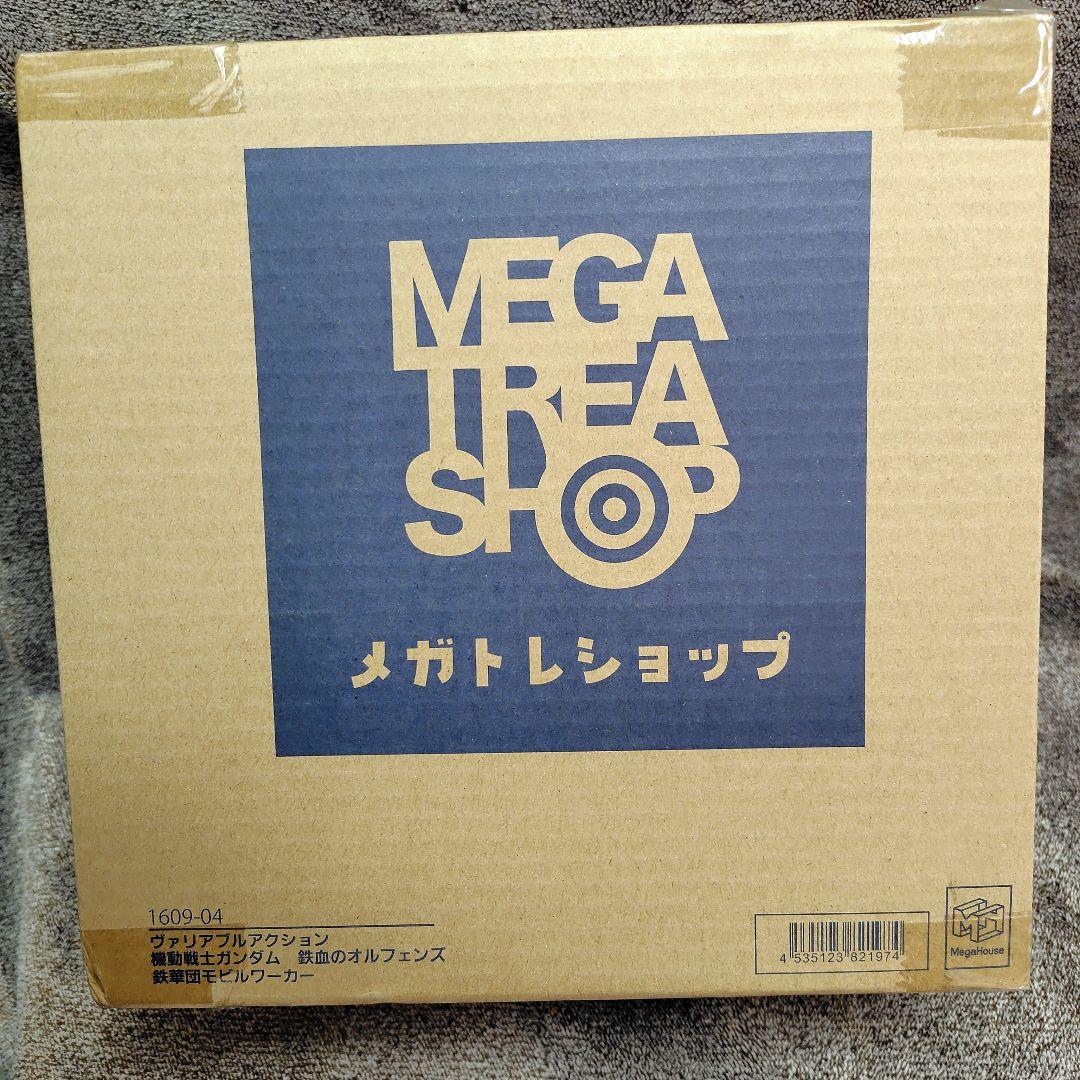 MEGA
TREA
SHOP
メガトレショップ
1609-04
ヴァリアブルアクション
機動戦士ガンダム　鉄血のオルフェンズ
鉄華団モビルワーカー
4 535123 821974
MegaHouse